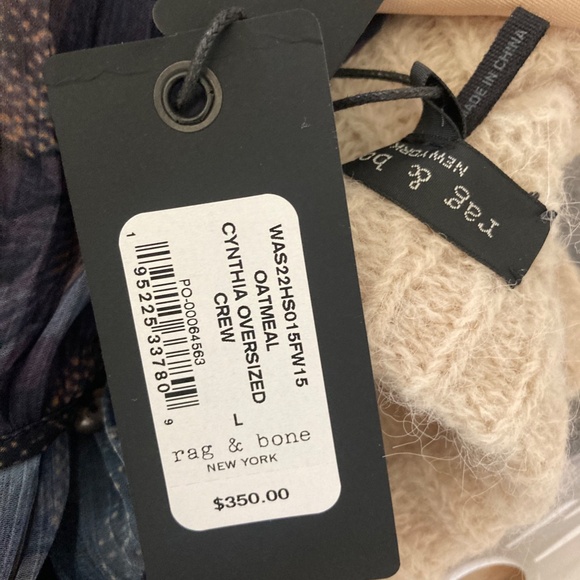 WAS22HS015FW15
OATMEAL
CYNTHIA OVERSIZED
CREW
L
PO-00064563
1 95225 33780 9
rag & bone
NEW YORK
$350.00
rag & b
NEW YORK
MADE IN CHINA